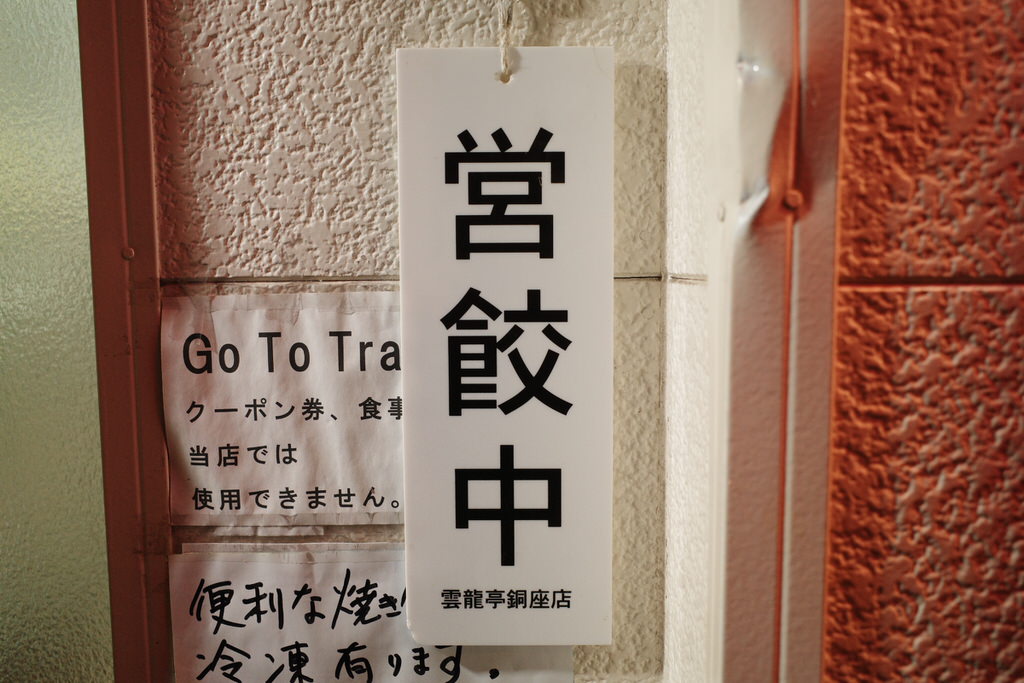 営餃中
雲龍亭銅座店
Go To Tra
クーポン券、食事
当店では
使用できません。
便利な焼き
冷凍有ります。